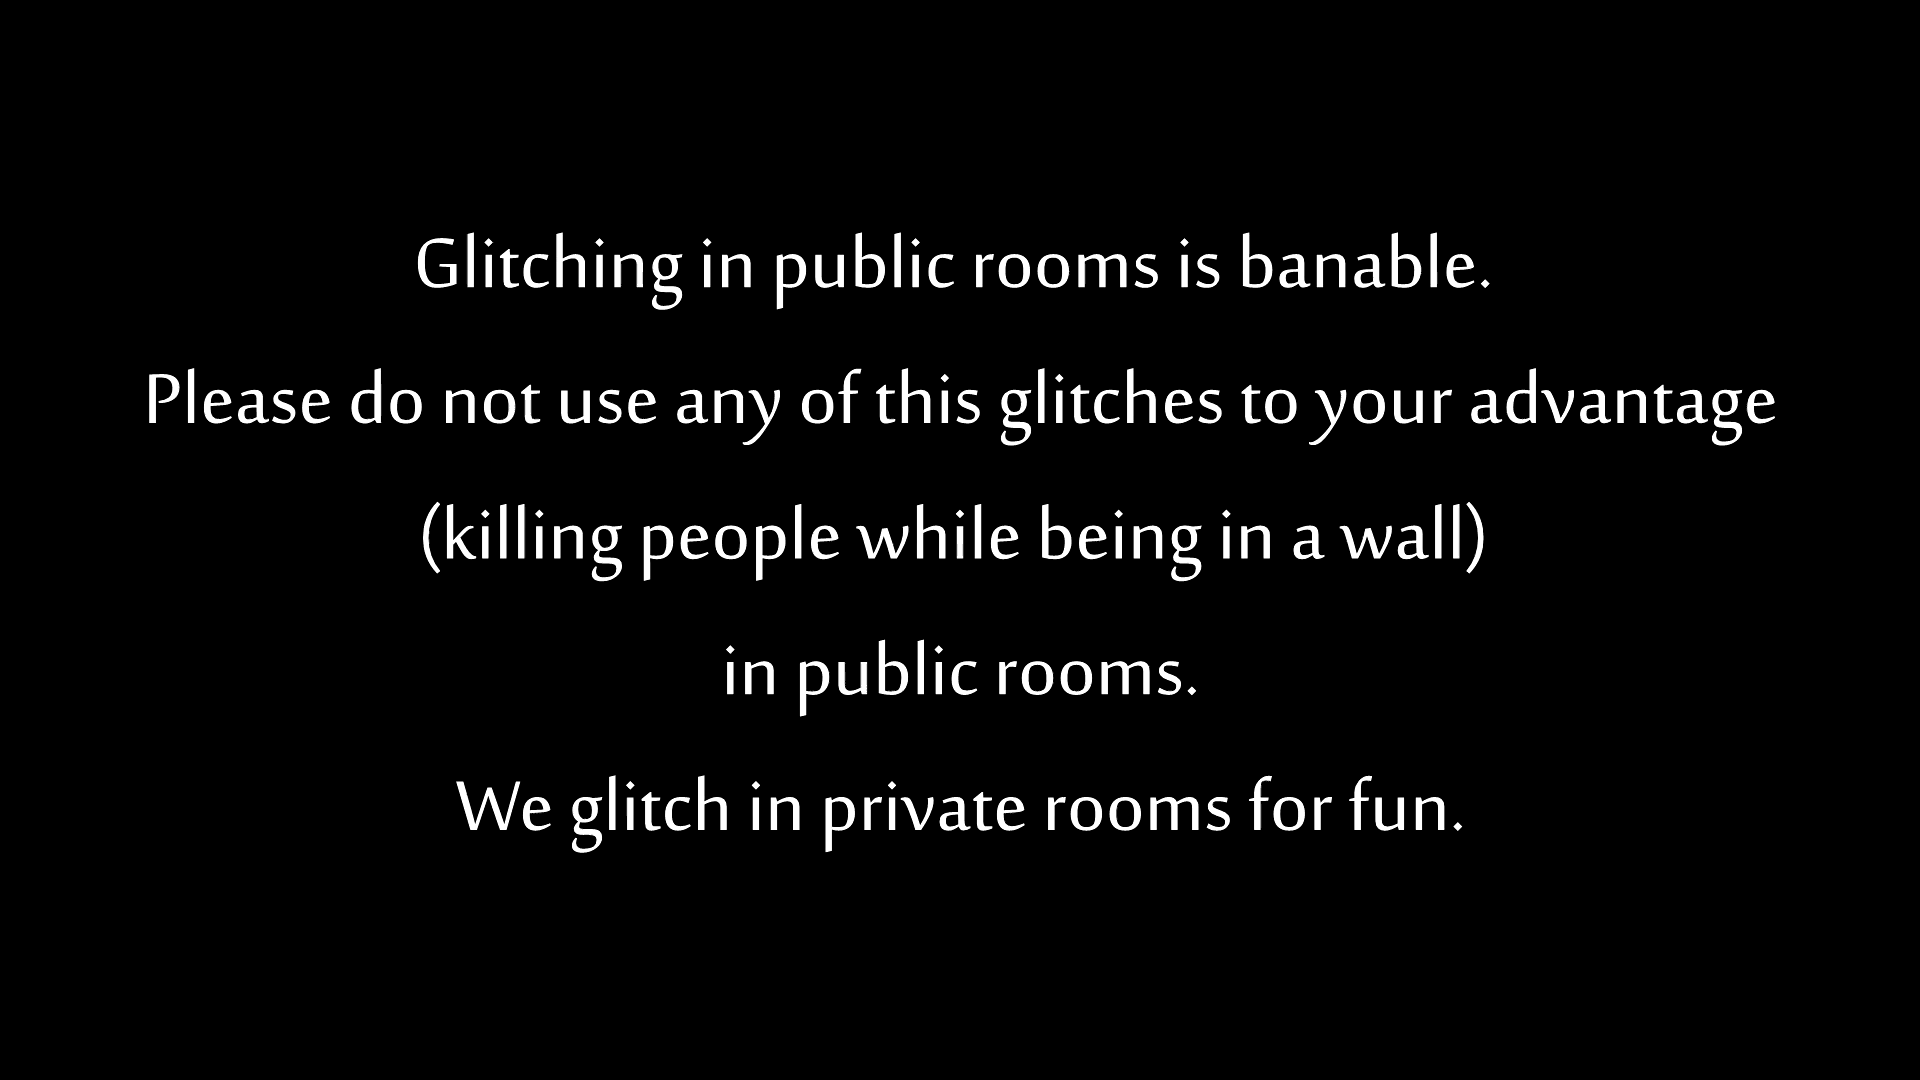 Glitching in public rooms is banable.
Please do not use any of this glitches to your advantage
(killing people while being in a wall)
in public rooms.
We glitch in private rooms for fun.